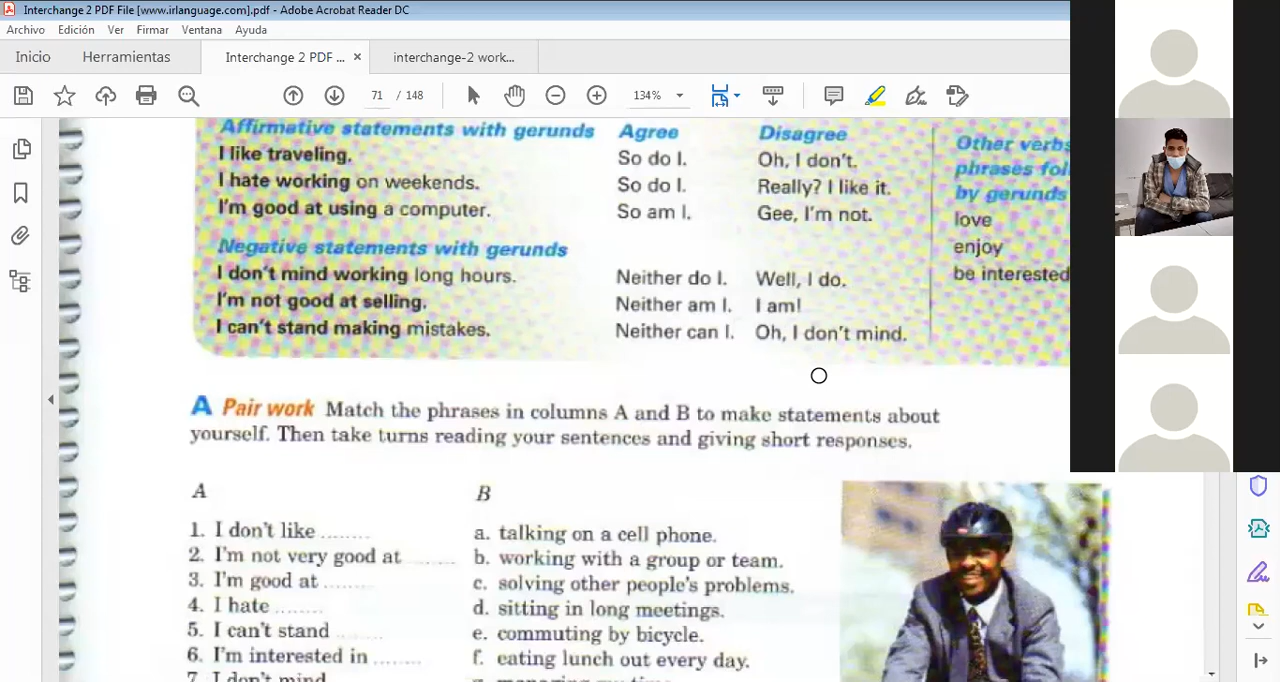 Interchange 2 PDF File [www.irlanguage.com].pdf - Adobe Acrobat Reader DC
Archivo Edición Ver Firmar Ventana Ayuda
Inicio Herramientas Interchange 2 PDF ... × interchange-2 work...
71 / 148 134%
Affirmative statements with gerunds Agree Disagree
I like traveling. So do I. Oh, I don't.
I hate working on weekends. So do I. Really? I like it.
I'm good at using a computer. So am I. Gee, I'm not.
Negative statements with gerunds
I don't mind working long hours. Neither do I. Well, I do.
I'm not good at selling. Neither am I. I am!
I can't stand making mistakes. Neither can I. Oh, I don't mind.
Other verbs
phrases fol
by gerunds
love
enjoy
be interested
A Pair work Match the phrases in columns A and B to make statements about
yourself. Then take turns reading your sentences and giving short responses.
A B
1. I don't like ........ a. talking on a cell phone.
2. I'm not very good at ....... b. working with a group or team.
3. I'm good at ........ c. solving other people's problems.
4. I hate ........ d. sitting in long meetings.
5. I can't stand ........ e. commuting by bicycle.
6. I'm interested in ........ f. eating lunch out every day.
7. I don't mind